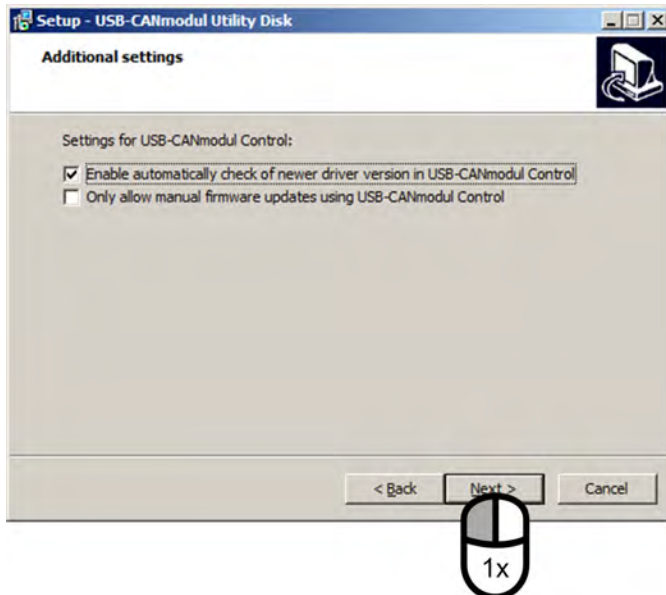 Setup - USB-CANmodul Utility Disk
Additional settings
Settings for USB-CANmodul Control:
Enable automatically check of newer driver version in USB-CANmodul Control
Only allow manual firmware updates using USB-CANmodul Control
< Back Next > Cancel
1x